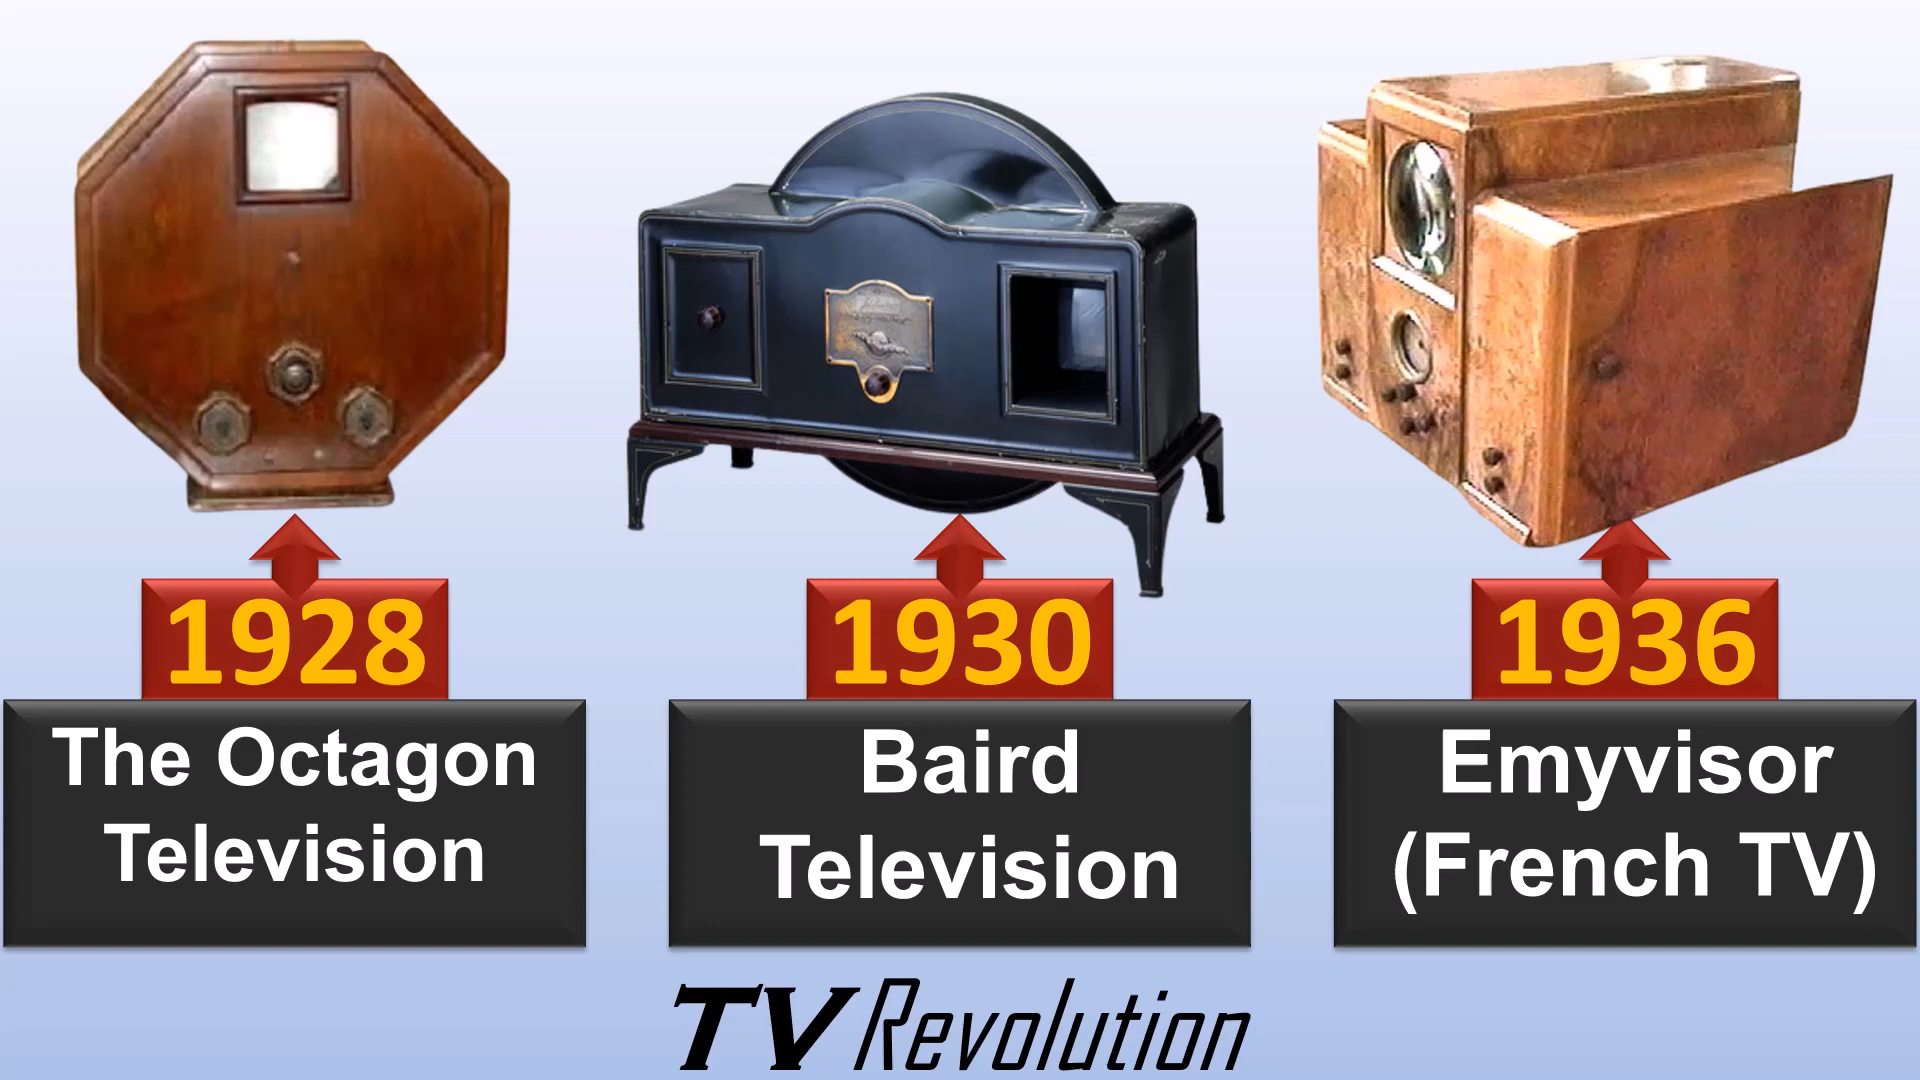 1928
The Octagon
Television
1930
Baird
Television
1936
Emyvisor
(French TV)
TV Revolution